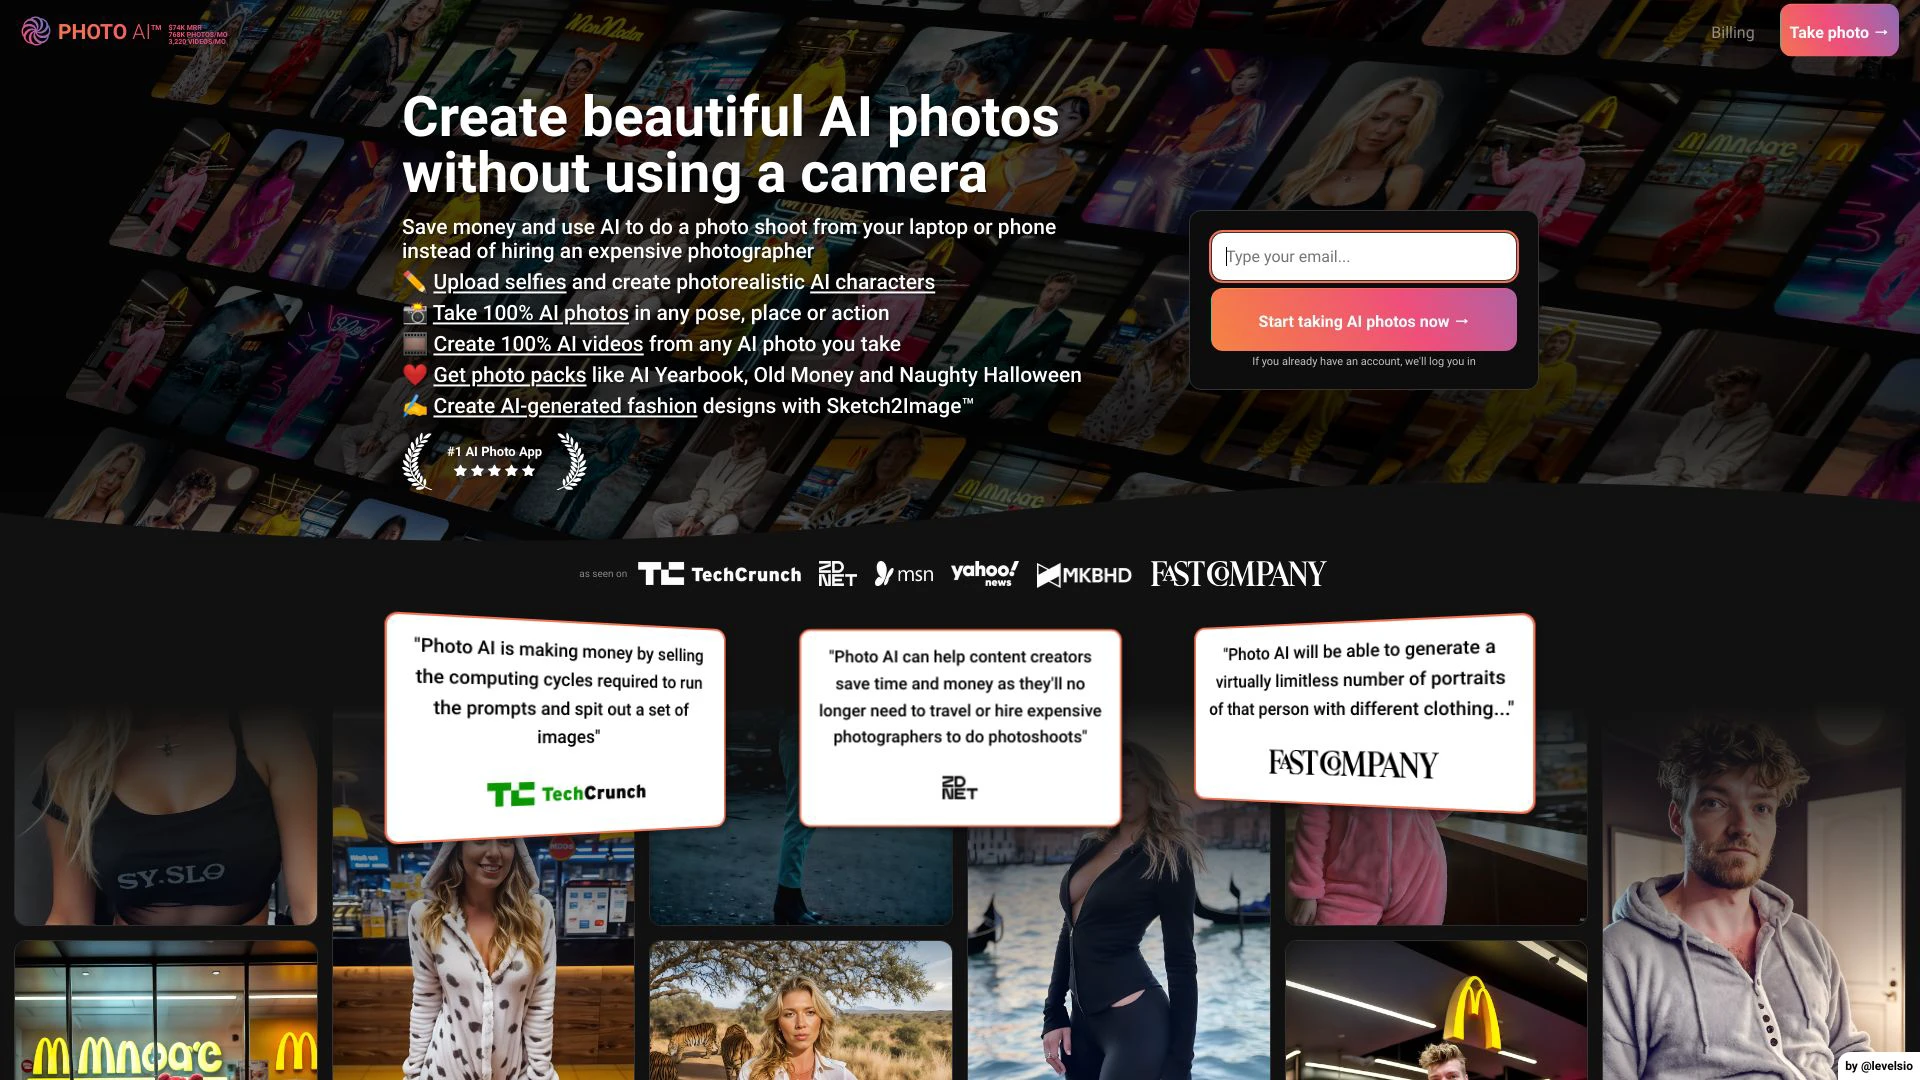 PHOTO AI™
$74K MRR
768K PHOTOS/MO
3,220 VIDEOS/MO
Billing
Take photo →
Create beautiful AI photos
without using a camera
Save money and use AI to do a photo shoot from your laptop or phone
instead of hiring an expensive photographer
✏️ Upload selfies and create photorealistic AI characters
📸 Take 100% AI photos in any pose, place or action
🎞️ Create 100% AI videos from any AI photo you take
❤️ Get photo packs like AI Yearbook, Old Money and Naughty Halloween
✍️ Create AI-generated fashion designs with Sketch2Image™
#1 AI Photo App
Type your email...
Start taking AI photos now →
If you already have an account, we'll log you in
as seen on
TechCrunch
ZDNET
msn
yahoo!
news
MKBHD
FAST COMPANY
"Photo AI is making money by selling
the computing cycles required to run
the prompts and spit out a set of
images"
TechCrunch
"Photo AI can help content creators
save time and money as they'll no
longer need to travel or hire expensive
photographers to do photoshoots"
ZDNET
"Photo AI will be able to generate a
virtually limitless number of portraits
of that person with different clothing..."
FAST COMPANY
SY.SLO
by @levelsio